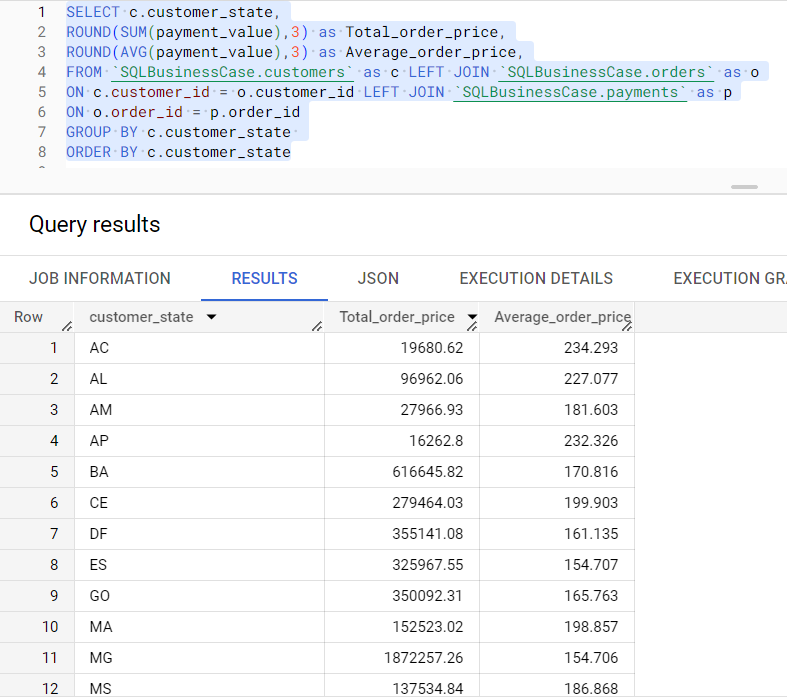 1 SELECT c.customer_state,
2 ROUND(SUM(payment_value),3) as Total_order_price,
3 ROUND(AVG(payment_value),3) as Average_order_price,
4 FROM `SQLBusinessCase.customers` as c LEFT JOIN `SQLBusinessCase.orders` as o
5 ON c.customer_id = o.customer_id LEFT JOIN `SQLBusinessCase.payments` as p
6 ON o.order_id = p.order_id
7 GROUP BY c.customer_state
8 ORDER BY c.customer_state
Query results
JOB INFORMATION RESULTS JSON EXECUTION DETAILS EXECUTION GRA
Row customer_state Total_order_price Average_order_price
1 AC 19680.62 234.293
2 AL 96962.06 227.077
3 AM 27966.93 181.603
4 AP 16262.8 232.326
5 BA 616645.82 170.816
6 CE 279464.03 199.903
7 DF 355141.08 161.135
8 ES 325967.55 154.707
9 GO 350092.31 165.763
10 MA 152523.02 198.857
11 MG 1872257.26 154.706
12 MS 137534.84 186.868